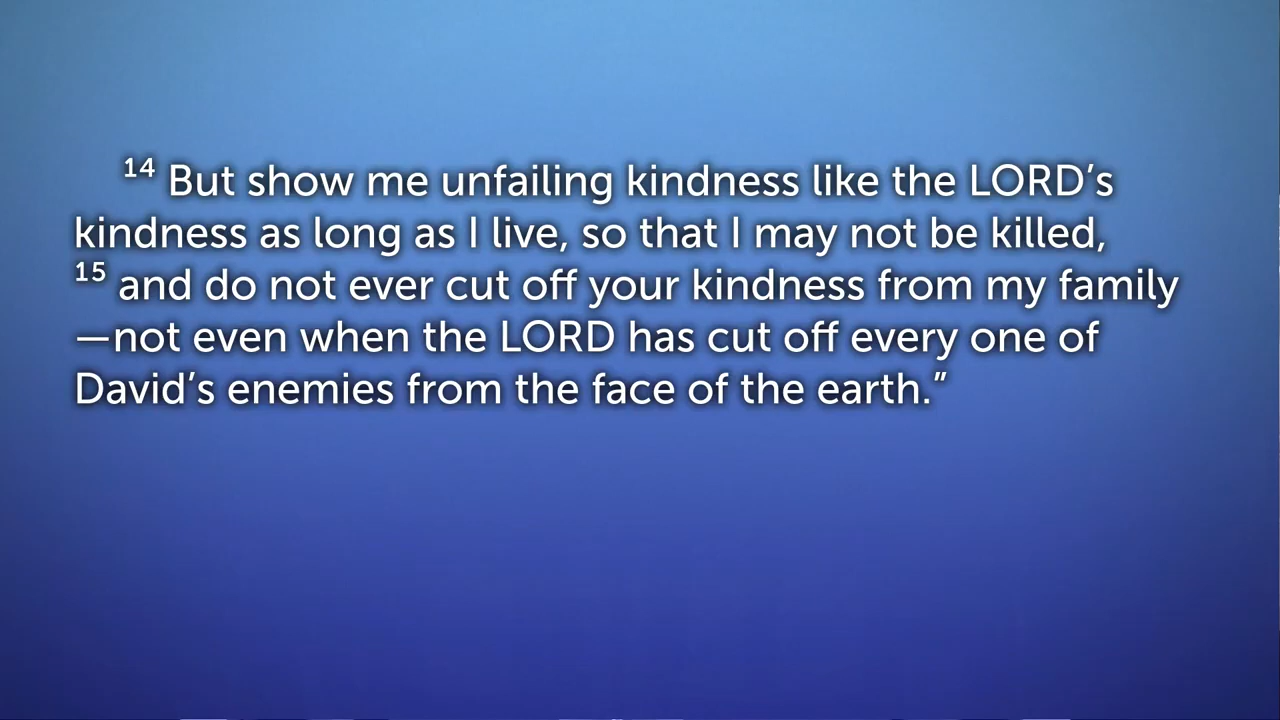 14 But show me unfailing kindness like the LORD’s
kindness as long as I live, so that I may not be killed,
15 and do not ever cut off your kindness from my family
—not even when the LORD has cut off every one of
David’s enemies from the face of the earth.”